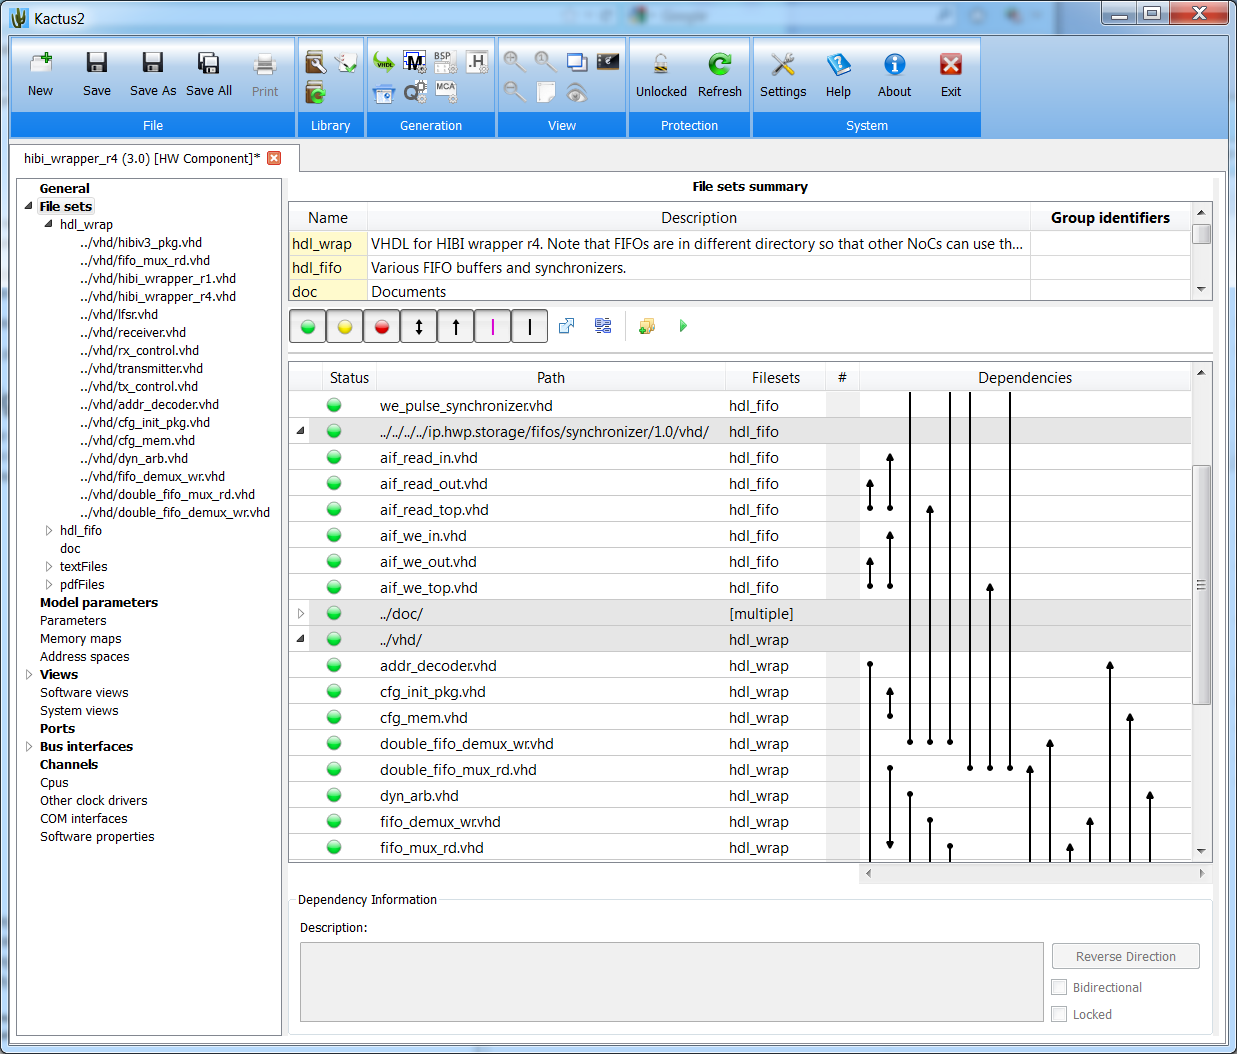 Kactus2
New Save Save As Save All Print
VHDL M BSP .H
MCA
Unlocked Refresh Settings Help About Exit
File Library Generation View Protection System
hibi_wrapper_r4 (3.0) [HW Component]*
General
File sets
hdl_wrap
../vhd/hibiv3_pkg.vhd
../vhd/fifo_mux_rd.vhd
../vhd/hibi_wrapper_r1.vhd
../vhd/hibi_wrapper_r4.vhd
../vhd/lfsr.vhd
../vhd/receiver.vhd
../vhd/rx_control.vhd
../vhd/transmitter.vhd
../vhd/tx_control.vhd
../vhd/addr_decoder.vhd
../vhd/cfg_init_pkg.vhd
../vhd/cfg_mem.vhd
../vhd/dyn_arb.vhd
../vhd/fifo_demux_wr.vhd
../vhd/double_fifo_mux_rd.vhd
../vhd/double_fifo_demux_wr.vhd
hdl_fifo
doc
textFiles
pdfFiles
Model parameters
Parameters
Memory maps
Address spaces
Views
Software views
System views
Ports
Bus interfaces
Channels
Cpus
Other clock drivers
COM interfaces
Software properties
File sets summary
Name Description Group identifiers
hdl_wrap VHDL for HIBI wrapper r4. Note that FIFOs are in different directory so that other NoCs can use th...
hdl_fifo Various FIFO buffers and synchronizers.
doc Documents
Status Path Filesets # Dependencies
we_pulse_synchronizer.vhd hdl_fifo
../../../../ip.hwp.storage/fifos/synchronizer/1.0/vhd/ hdl_fifo
aif_read_in.vhd hdl_fifo
aif_read_out.vhd hdl_fifo
aif_read_top.vhd hdl_fifo
aif_we_in.vhd hdl_fifo
aif_we_out.vhd hdl_fifo
aif_we_top.vhd hdl_fifo
../doc/ [multiple]
../vhd/ hdl_wrap
addr_decoder.vhd hdl_wrap
cfg_init_pkg.vhd hdl_wrap
cfg_mem.vhd hdl_wrap
double_fifo_demux_wr.vhd hdl_wrap
double_fifo_mux_rd.vhd hdl_wrap
dyn_arb.vhd hdl_wrap
fifo_demux_wr.vhd hdl_wrap
fifo_mux_rd.vhd hdl_wrap
Dependency Information
Description:
Reverse Direction
Bidirectional
Locked